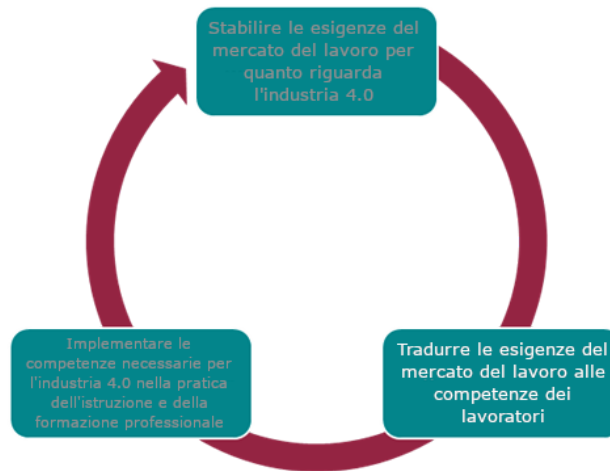 Stabilire le esigenze del
mercato del lavoro per
quanto riguarda
l'industria 4.0
Implementare le
competenze necessarie per
l'industria 4.0 nella pratica
dell'istruzione e della
formazione professionale
Tradurre le esigenze del
mercato del lavoro alle
competenze dei
lavoratori